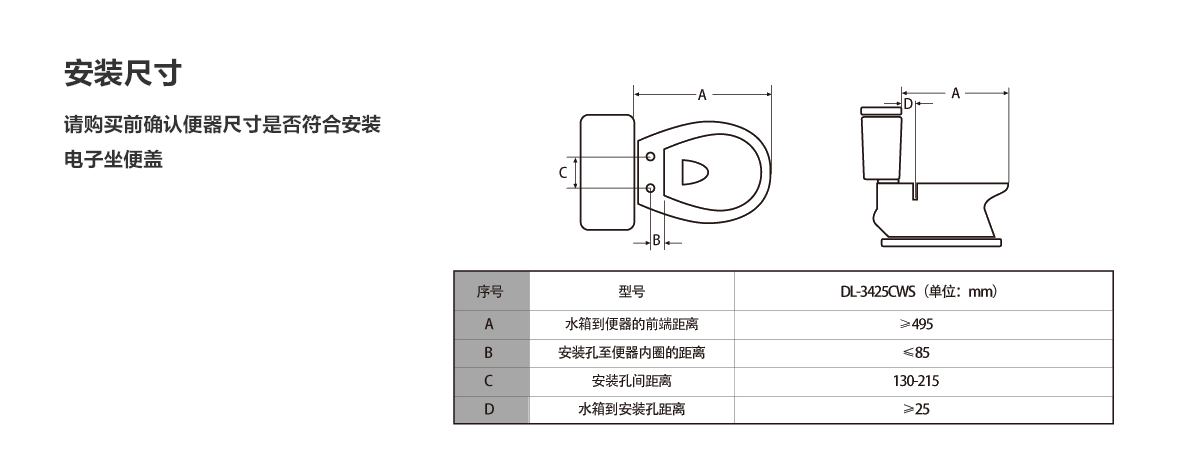 安装尺寸
请购买前确认便器尺寸是否符合安装
电子坐便盖
A
C
B
D
A
序号 型号 DL-3425CWS（单位：mm）
A 水箱到便器的前端距离 ≥495
B 安装孔至便器内圈的距离 ≤85
C 安装孔间距离 130-215
D 水箱到安装孔距离 ≥25